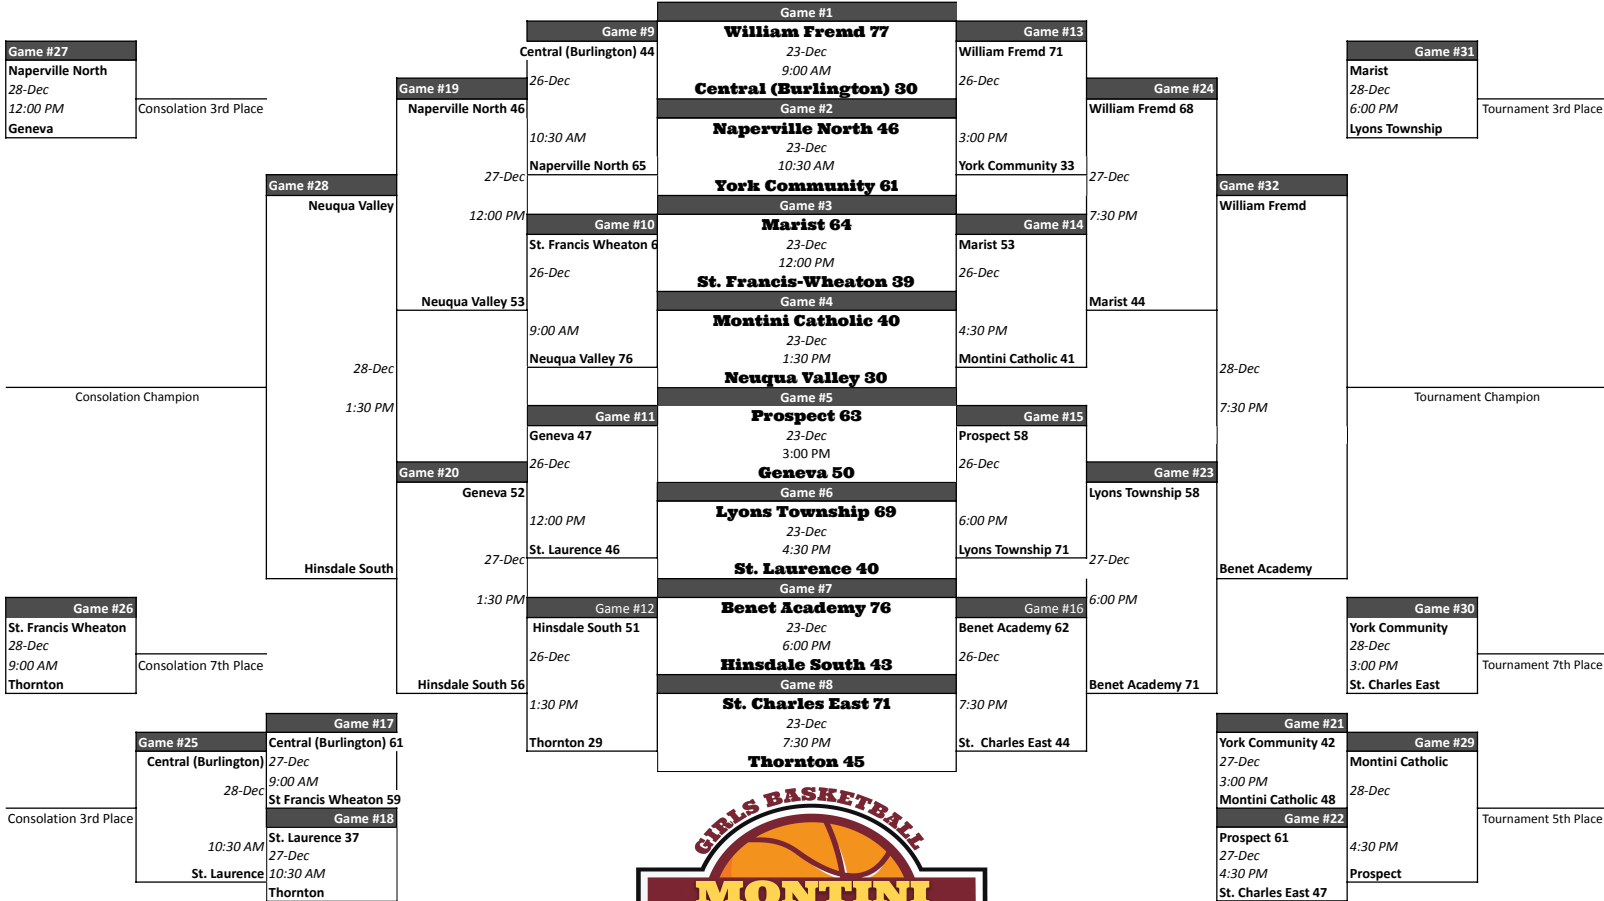 Game #27
Naperville North
28-Dec
12:00 PM
Geneva
Consolation 3rd Place
Game #28
Neuqua Valley
28-Dec
1:30 PM
Hinsdale South
Consolation Champion
Game #26
St. Francis Wheaton
28-Dec
9:00 AM
Thornton
Consolation 7th Place
Game #25
Central (Burlington)
28-Dec
10:30 AM
St. Laurence
Consolation 3rd Place
Game #17
Central (Burlington) 61
27-Dec
9:00 AM
St Francis Wheaton 59
Game #18
St. Laurence 37
27-Dec
10:30 AM
Thornton
Game #19
Naperville North 46
27-Dec
12:00 PM
Neuqua Valley 53
Game #20
Geneva 52
27-Dec
1:30 PM
Hinsdale South 56
Game #9
Central (Burlington) 44
26-Dec
10:30 AM
Naperville North 65
Game #10
St. Francis Wheaton 6
26-Dec
9:00 AM
Neuqua Valley 76
Game #11
Geneva 47
26-Dec
12:00 PM
St. Laurence 46
Game #12
Hinsdale South 51
26-Dec
1:30 PM
Thornton 29
Game #1
William Fremd 77
23-Dec
9:00 AM
Central (Burlington) 30
Game #2
Naperville North 46
23-Dec
10:30 AM
York Community 61
Game #3
Marist 64
23-Dec
12:00 PM
St. Francis-Wheaton 39
Game #4
Montini Catholic 40
23-Dec
1:30 PM
Neuqua Valley 30
Game #5
Prospect 63
23-Dec
3:00 PM
Geneva 50
Game #6
Lyons Township 69
23-Dec
4:30 PM
St. Laurence 40
Game #7
Benet Academy 76
23-Dec
6:00 PM
Hinsdale South 43
Game #8
St. Charles East 71
23-Dec
7:30 PM
Thornton 45
GIRLS BASKETBALL
MONTINI
Game #13
William Fremd 71
26-Dec
3:00 PM
York Community 33
Game #14
Marist 53
26-Dec
4:30 PM
Montini Catholic 41
Game #15
Prospect 58
26-Dec
6:00 PM
Lyons Township 71
Game #16
Benet Academy 62
26-Dec
7:30 PM
St. Charles East 44
Game #24
William Fremd 68
27-Dec
7:30 PM
Marist 44
Game #23
Lyons Township 58
27-Dec
6:00 PM
Benet Academy 71
Game #32
William Fremd
28-Dec
7:30 PM
Benet Academy
Tournament Champion
Game #31
Marist
28-Dec
6:00 PM
Lyons Township
Tournament 3rd Place
Game #30
York Community
28-Dec
3:00 PM
St. Charles East
Tournament 7th Place
Game #21
York Community 42
27-Dec
3:00 PM
Montini Catholic 48
Game #22
Prospect 61
27-Dec
4:30 PM
St. Charles East 47
Game #29
Montini Catholic
28-Dec
4:30 PM
Prospect
Tournament 5th Place